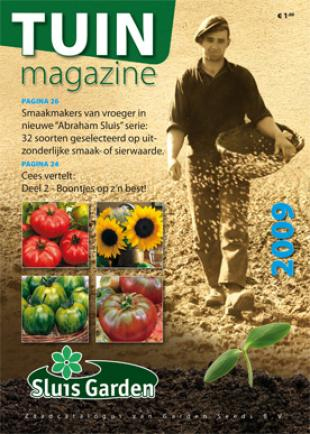 € 1,00
TUIN
magazine
PAGINA 26
Smaakmakers van vroeger in
nieuwe "Abraham Sluis" serie:
32 soorten geselecteerd op uit-
zonderlijke smaak- of sierwaarde.
PAGINA 24
Cees vertelt:
Deel 2 - Boontjes op z'n best!
2009
Sluis Garden
Zaadcatalogus van Garden Seeds B.V.